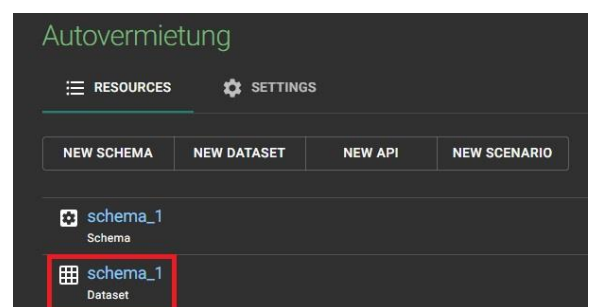 Autovermietung
RESOURCES SETTINGS
NEW SCHEMA NEW DATASET NEW API NEW SCENARIO
schema_1
Schema
schema_1
Dataset